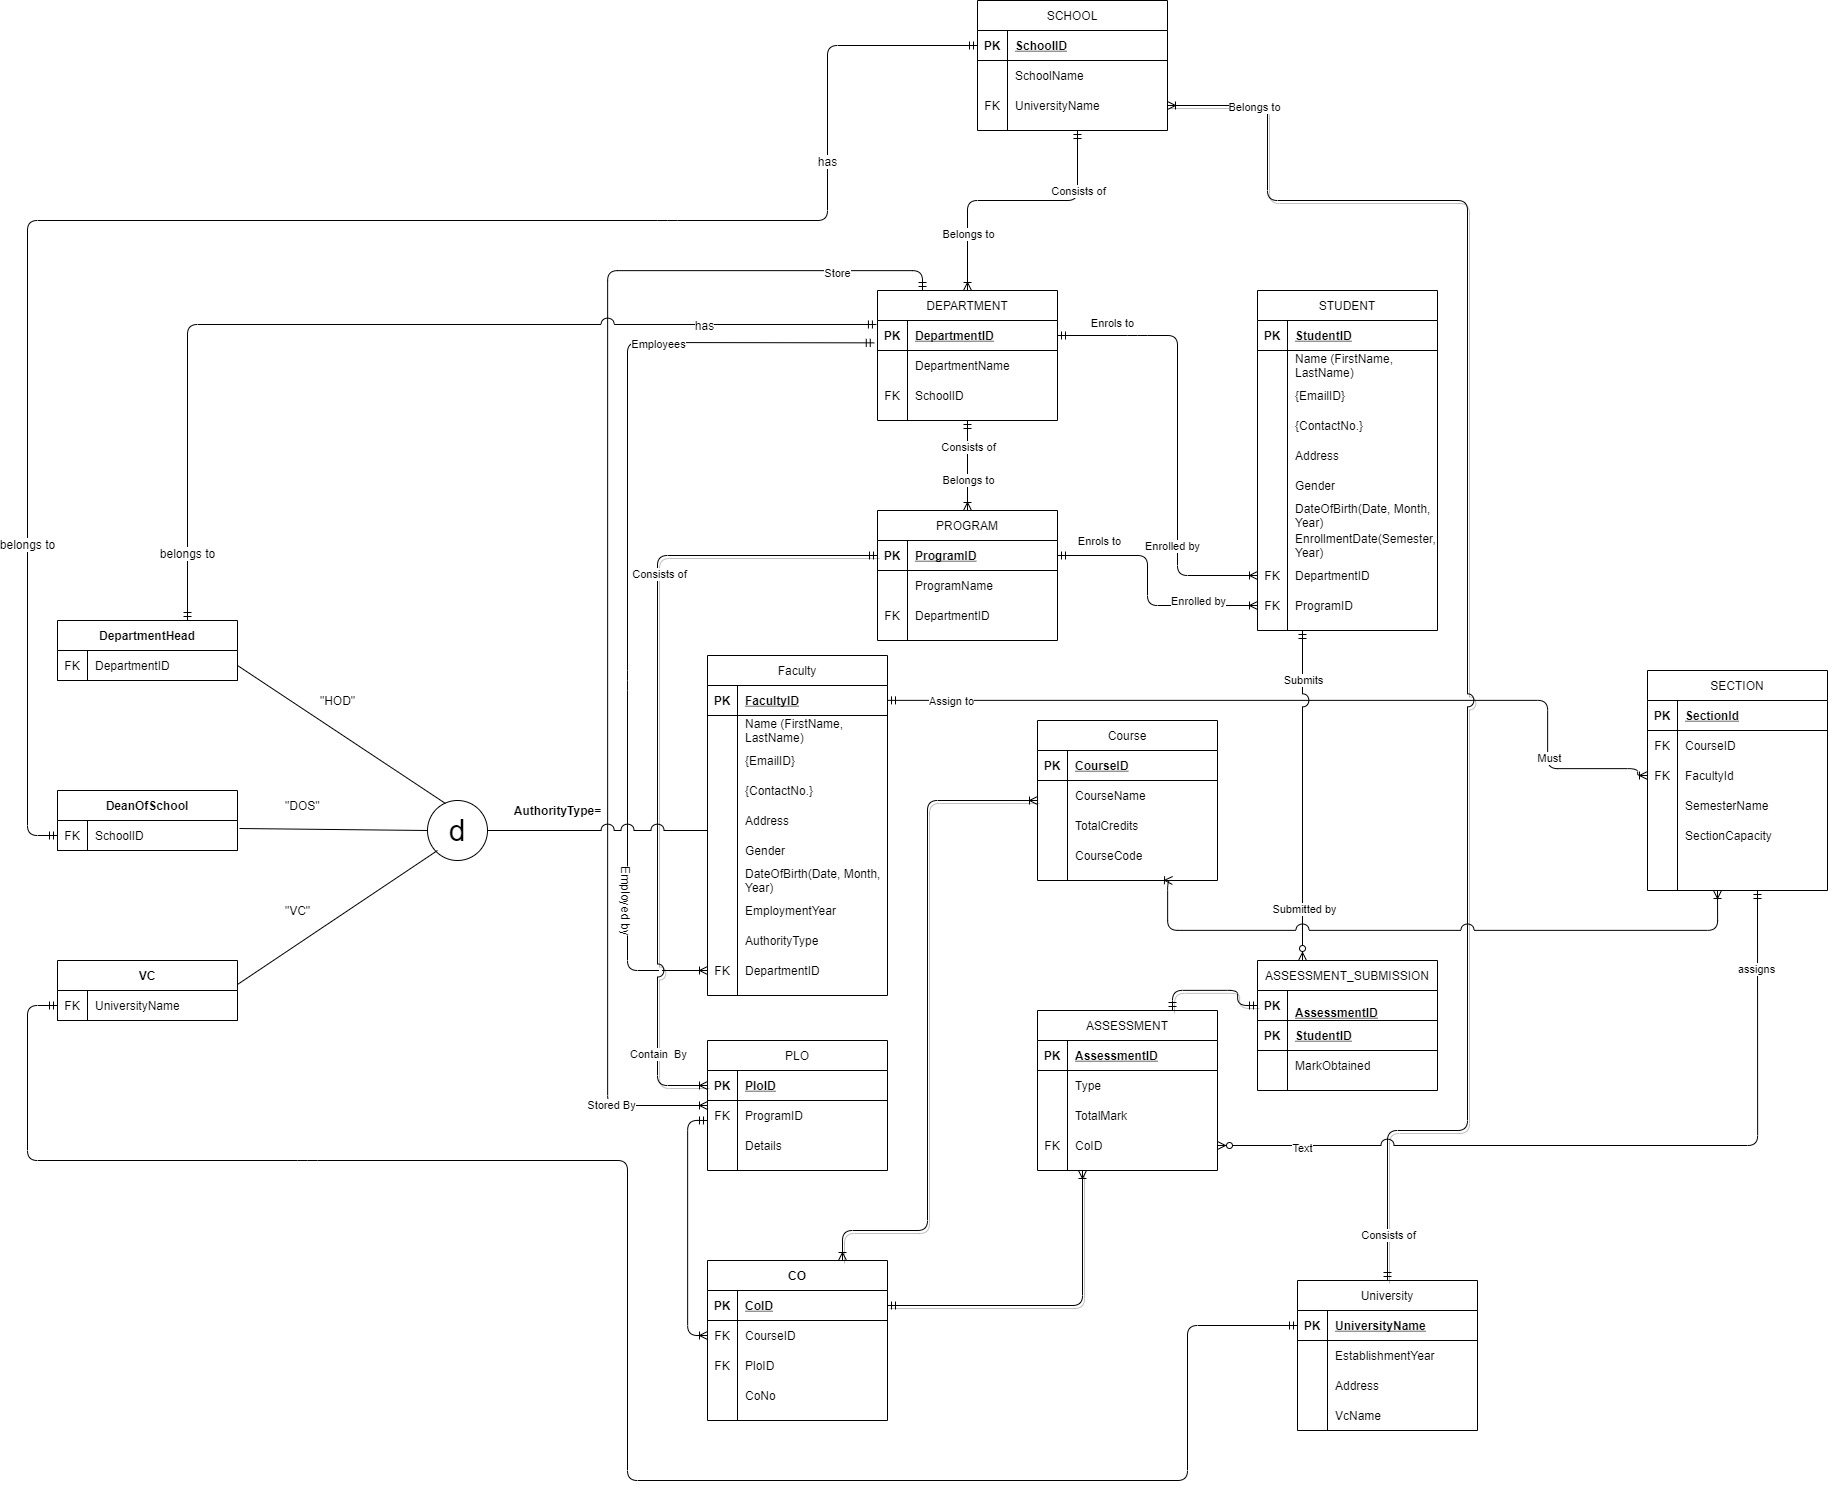 SCHOOL
PK SchoolID
SchoolName
FK UniversityName
Belongs to
has
Consists of
Belongs to
Store
DEPARTMENT
PK DepartmentID
DepartmentName
FK SchoolID
has
Employees
Enrols to
STUDENT
PK StudentID
Name (FirstName,
LastName)
{EmailID}
{ContactNo.}
Address
Gender
DateOfBirth(Date, Month,
Year)
EnrollmentDate(Semester,
Year)
FK DepartmentID
FK ProgramID
Consists of
Belongs to
PROGRAM
PK ProgramID
ProgramName
FK DepartmentID
Enrols to
Enrolled by
Enrolled by
Consists of
belongs to
belongs to
DepartmentHead
FK DepartmentID
"HOD"
DeanOfSchool
FK SchoolID
"DOS"
VC
FK UniversityName
"VC"
d
AuthorityType=
Employed by
Faculty
PK FacultyID
Name (FirstName,
LastName)
{EmailID}
{ContactNo.}
Address
Gender
DateOfBirth(Date, Month,
Year)
EmploymentYear
AuthorityType
FK DepartmentID
Assign to
Must
Submits
Submitted by
Course
PK CourseID
CourseName
TotalCredits
CourseCode
SECTION
PK SectionId
FK CourseID
FK FacultyId
SemesterName
SectionCapacity
assigns
ASSESSMENT_SUBMISSION
PK AssessmentID
PK StudentID
MarkObtained
ASSESSMENT
PK AssessmentID
Type
TotalMark
FK CoID
Text
Contain By
Stored By
PLO
PK PloID
FK ProgramID
Details
CO
PK CoID
FK CourseID
FK PloID
CoNo
Consists of
University
PK UniversityName
EstablishmentYear
Address
VcName